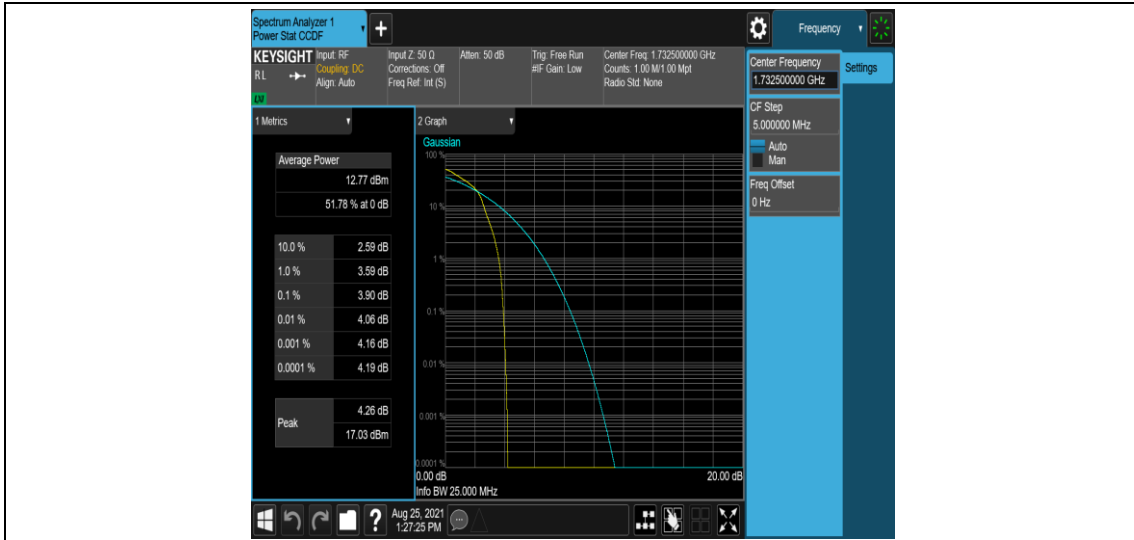 Spectrum Analyzer 1
Power Stat CCDF
+
Frequency
KEYSIGHT
Input: RF
Input Z: 50 Ω
Atten: 50 dB
Trig: Free Run
Center Freq: 1.732500000 GHz
RL
Coupling: DC
Corrections: Off
#IF Gain: Low
Counts: 1.00 M/1.00 Mpt
Align: Auto
Freq Ref: Int (S)
Radio Std: None
Center Frequency
1.732500000 GHz
Settings
CF Step
5.000000 MHz
Auto
Man
Freq Offset
0 Hz
1 Metrics
Average Power
12.77 dBm
51.78 % at 0 dB
10.0 % 2.59 dB
1.0 % 3.59 dB
0.1 % 3.90 dB
0.01 % 4.06 dB
0.001 % 4.16 dB
0.0001 % 4.19 dB
Peak
4.26 dB
17.03 dBm
2 Graph
Gaussian
100 %
10 %
1 %
0.1 %
0.01 %
0.001 %
0.0001 %
0.00 dB
20.00 dB
Info BW 25.000 MHz
?
Aug 25, 2021
1:27:25 PM